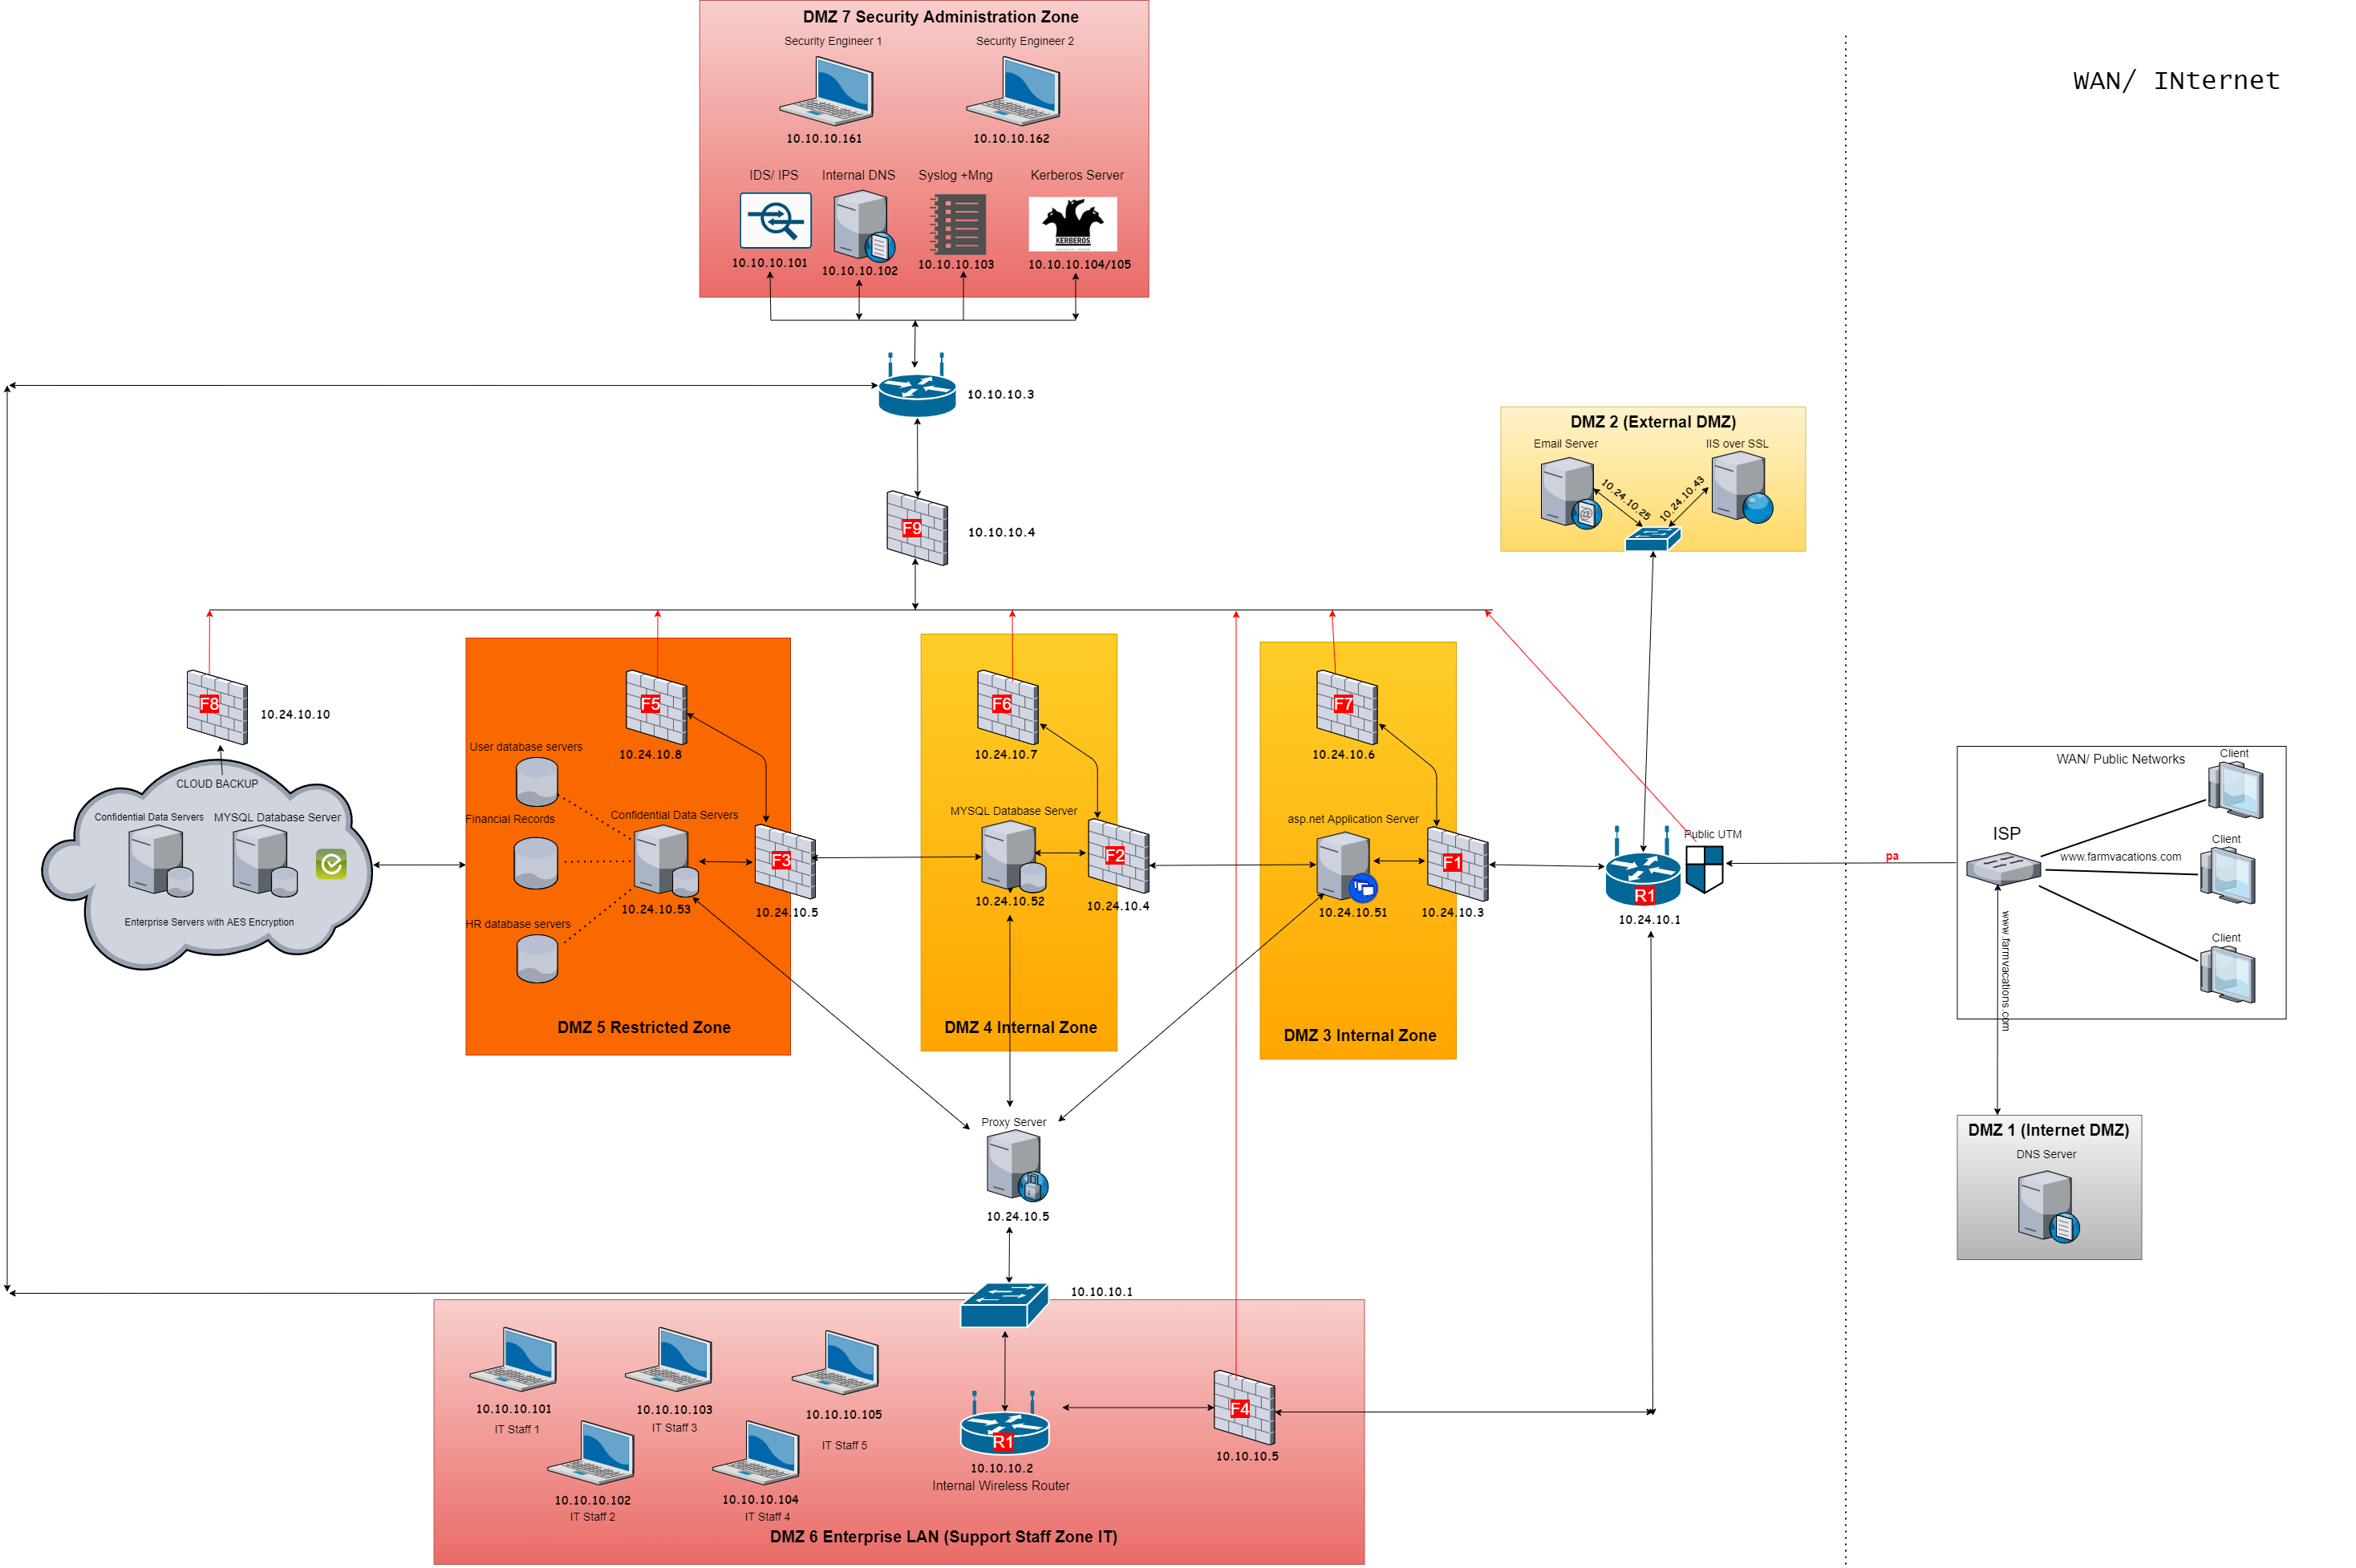 DMZ 7 Security Administration Zone
Security Engineer 1
Security Engineer 2
10.10.10.161
10.10.10.162
IDS/ IPS
Internal DNS
Syslog +Mng
Kerberos Server
KERBEROS
10.10.10.101
10.10.10.102
10.10.10.103
10.10.10.104/105
WAN/ INternet
10.10.10.3
F9
10.10.10.4
DMZ 2 (External DMZ)
Email Server
IIS over SSL
10.24.10.25
10.24.10.43
F8
10.24.10.10
CLOUD BACKUP
Confidential Data Servers
MYSQL Database Server
Enterprise Servers with AES Encryption
F5
10.24.10.8
User database servers
Financial Records
HR database servers
Confidential Data Servers
10.24.10.53
F3
10.24.10.5
DMZ 5 Restricted Zone
F6
10.24.10.7
MYSQL Database Server
10.24.10.52
F2
10.24.10.4
DMZ 4 Internal Zone
F7
10.24.10.6
asp.net Application Server
10.24.10.51
F1
10.24.10.3
DMZ 3 Internal Zone
Public UTM
R1
10.24.10.1
pa
WAN/ Public Networks
ISP
www.farmvacations.com
Client
Client
Client
www.farmvacations.com
DMZ 1 (Internet DMZ)
DNS Server
Proxy Server
10.24.10.5
10.10.10.1
10.10.10.101
IT Staff 1
10.10.10.103
IT Staff 3
10.10.10.105
IT Staff 5
10.10.10.102
IT Staff 2
10.10.10.104
IT Staff 4
R1
10.10.10.2
Internal Wireless Router
F4
10.10.10.5
DMZ 6 Enterprise LAN (Support Staff Zone IT)